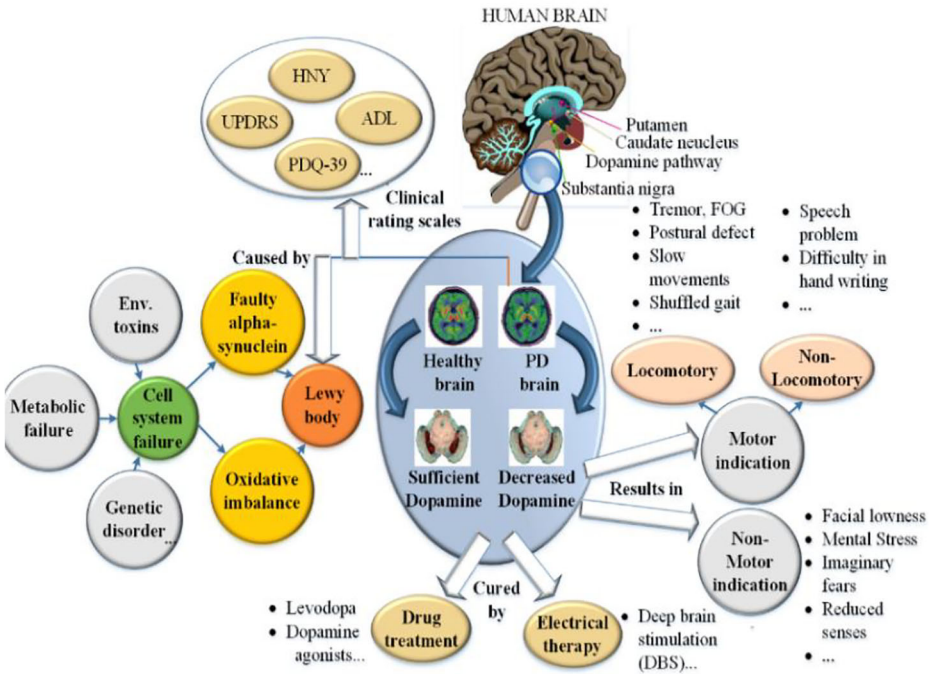 HUMAN BRAIN
HNY
UPDRS
ADL
PDQ-39
...
Clinical
rating scales
Putamen
Caudate neucleus
Dopamine pathway
Substantia nigra
• Tremor, FOG
• Postural defect
• Slow
movements
• Shuffled gait
• ...
• Speech
problem
• Difficulty in
hand writing
• ...
Caused by
Env.
toxins
Metabolic
failure
Genetic
disorder
...
Cell
system
failure
Faulty
alpha-
synuclein
Oxidative
imbalance
Lewy
body
Healthy
brain
PD
brain
Sufficient
Dopamine
Decreased
Dopamine
Locomotory
Non-
Locomotory
Motor
indication
Results in
Non-
Motor
indication
• Facial lowness
• Mental Stress
• Imaginary
fears
• Reduced
senses
• ...
Cured
by
• Levodopa
• Dopamine
agonists...
Drug
treatment
Electrical
therapy
• Deep brain
stimulation
(DBS)...